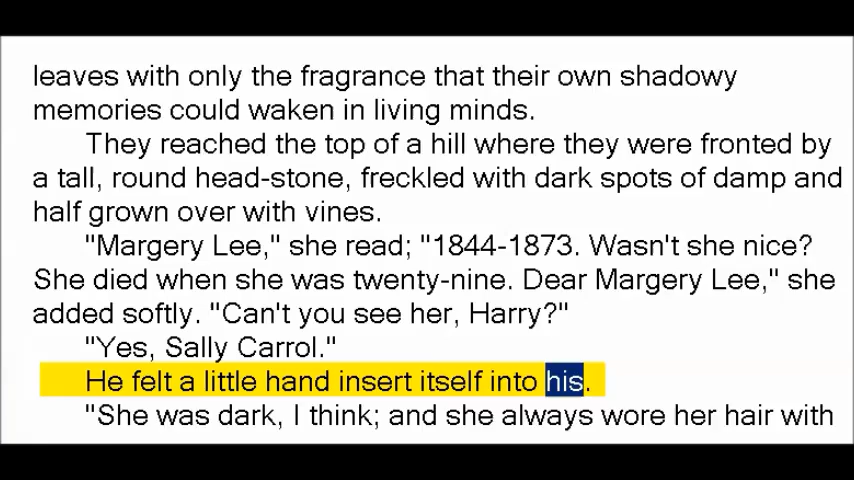 leaves with only the fragrance that their own shadowy
memories could waken in living minds.
They reached the top of a hill where they were fronted by
a tall, round head-stone, freckled with dark spots of damp and
half grown over with vines.
"Margery Lee," she read; "1844-1873. Wasn't she nice?
She died when she was twenty-nine. Dear Margery Lee," she
added softly. "Can't you see her, Harry?"
"Yes, Sally Carrol."
He felt a little hand insert itself into his.
"She was dark, I think; and she always wore her hair with